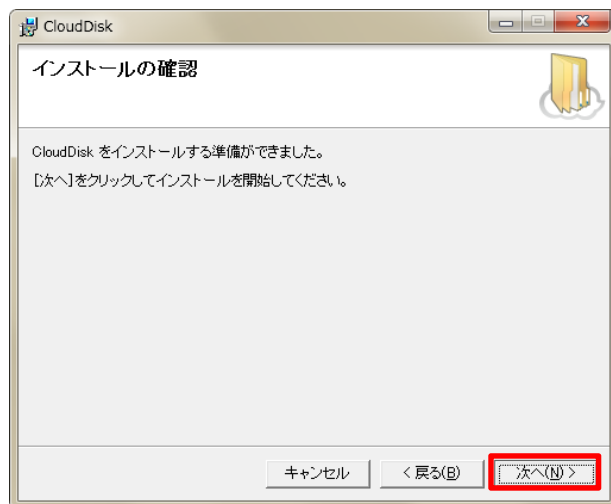 CloudDisk
インストールの確認
CloudDisk をインストールする準備ができました。
[次へ]をクリックしてインストールを開始してください。
キャンセル
< 戻る(B)
次へ(N) >